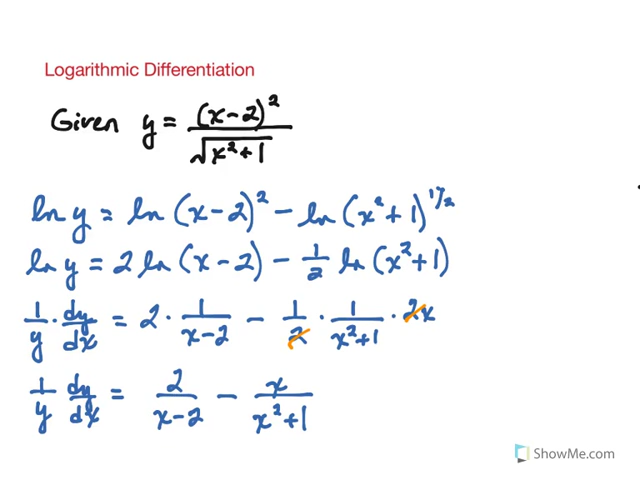 Logarithmic Differentiation
Given y = (x-2)² / √(x²+1)
ln y = ln (x-2)² - ln (x²+1)^1/2
ln y = 2 ln (x-2) - 1/2 ln (x²+1)
1/y · dy/dx = 2 · 1/(x-2) - 1/2 · 1/(x²+1) · 2x
1/y dy/dx = 2/(x-2) - x/(x²+1)
ShowMe.com